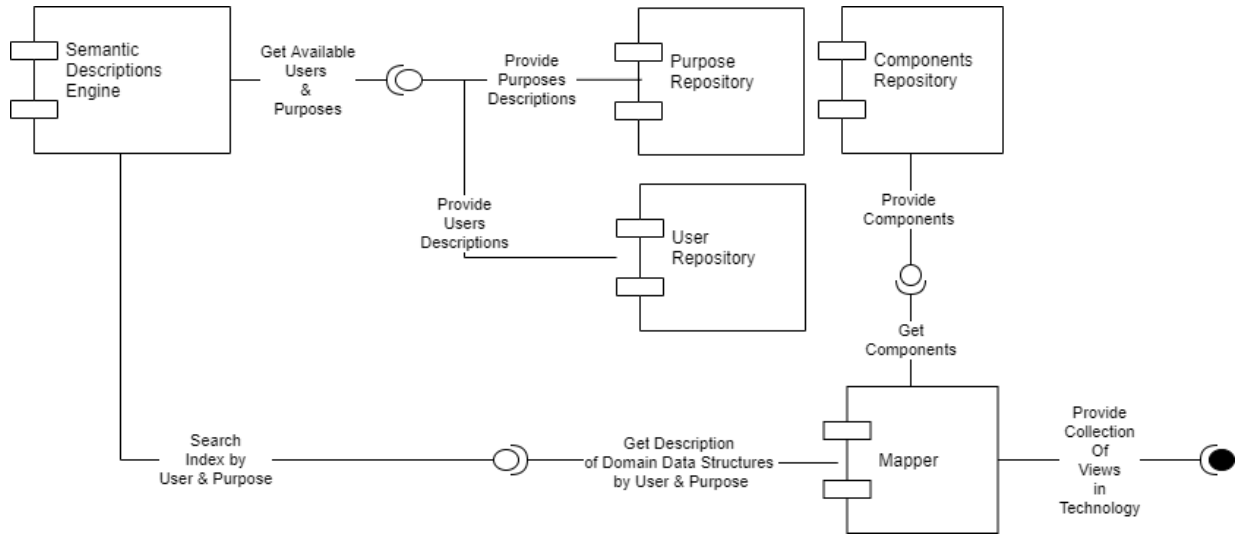 Semantic
Descriptions
Engine
Get Available
Users
&
Purposes
Provide
Purposes
Descriptions
Purpose
Repository
Components
Repository
Provide
Users
Descriptions
User
Repository
Provide
Components
Get
Components
Search
Index by
User & Purpose
Get Description
of Domain Data Structures
by User & Purpose
Mapper
Provide
Collection
Of
Views
in
Technology